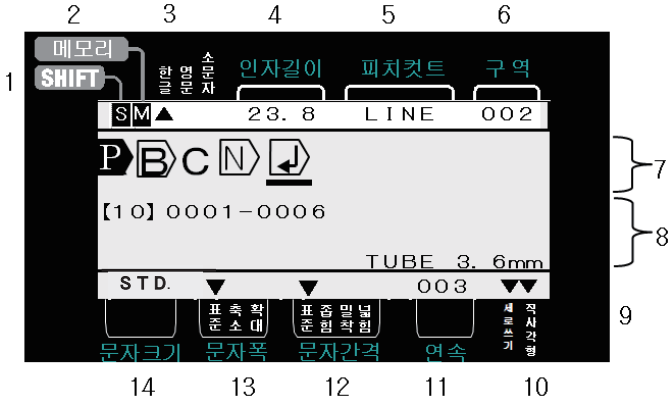 2 3 4 5 6
메모리
SHIFT
한글 영문 소문자
인자길이 피치컷트 구역
1
S M ▲ 23. 8 LINE 002
P B C N ↲
7
【10】0001-0006
8
TUBE 3. 6mm
STD. ▼ ▼ 003 ▼▼
표준 축소 확대
표준 좁힘 밀착 넓힘
세로쓰기 직사각형
9
문자크기 문자폭 문자간격 연속
14 13 12 11 10